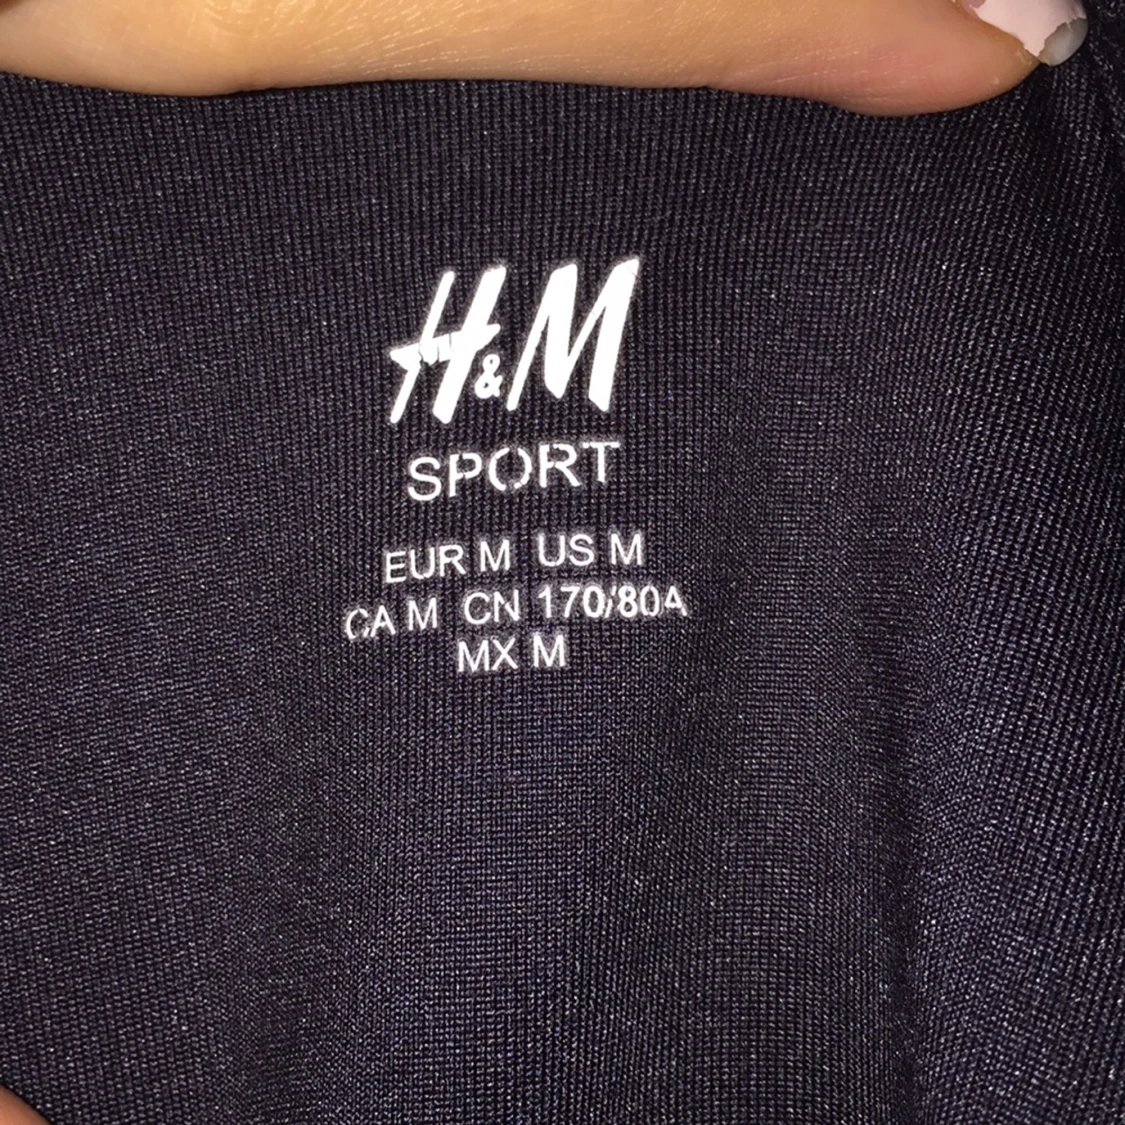 H&M
SPORT
EUR M US M
CA M CN 170/80A
MX M